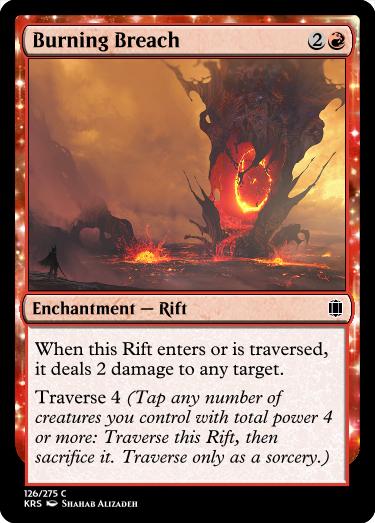 Burning Breach 2
Enchantment — Rift
When this Rift enters or is traversed,
it deals 2 damage to any target.
Traverse 4 (Tap any number of
creatures you control with total power 4
or more: Traverse this Rift, then
sacrifice it. Traverse only as a sorcery.)
126/275 C
KRS Shahab Alizadeh